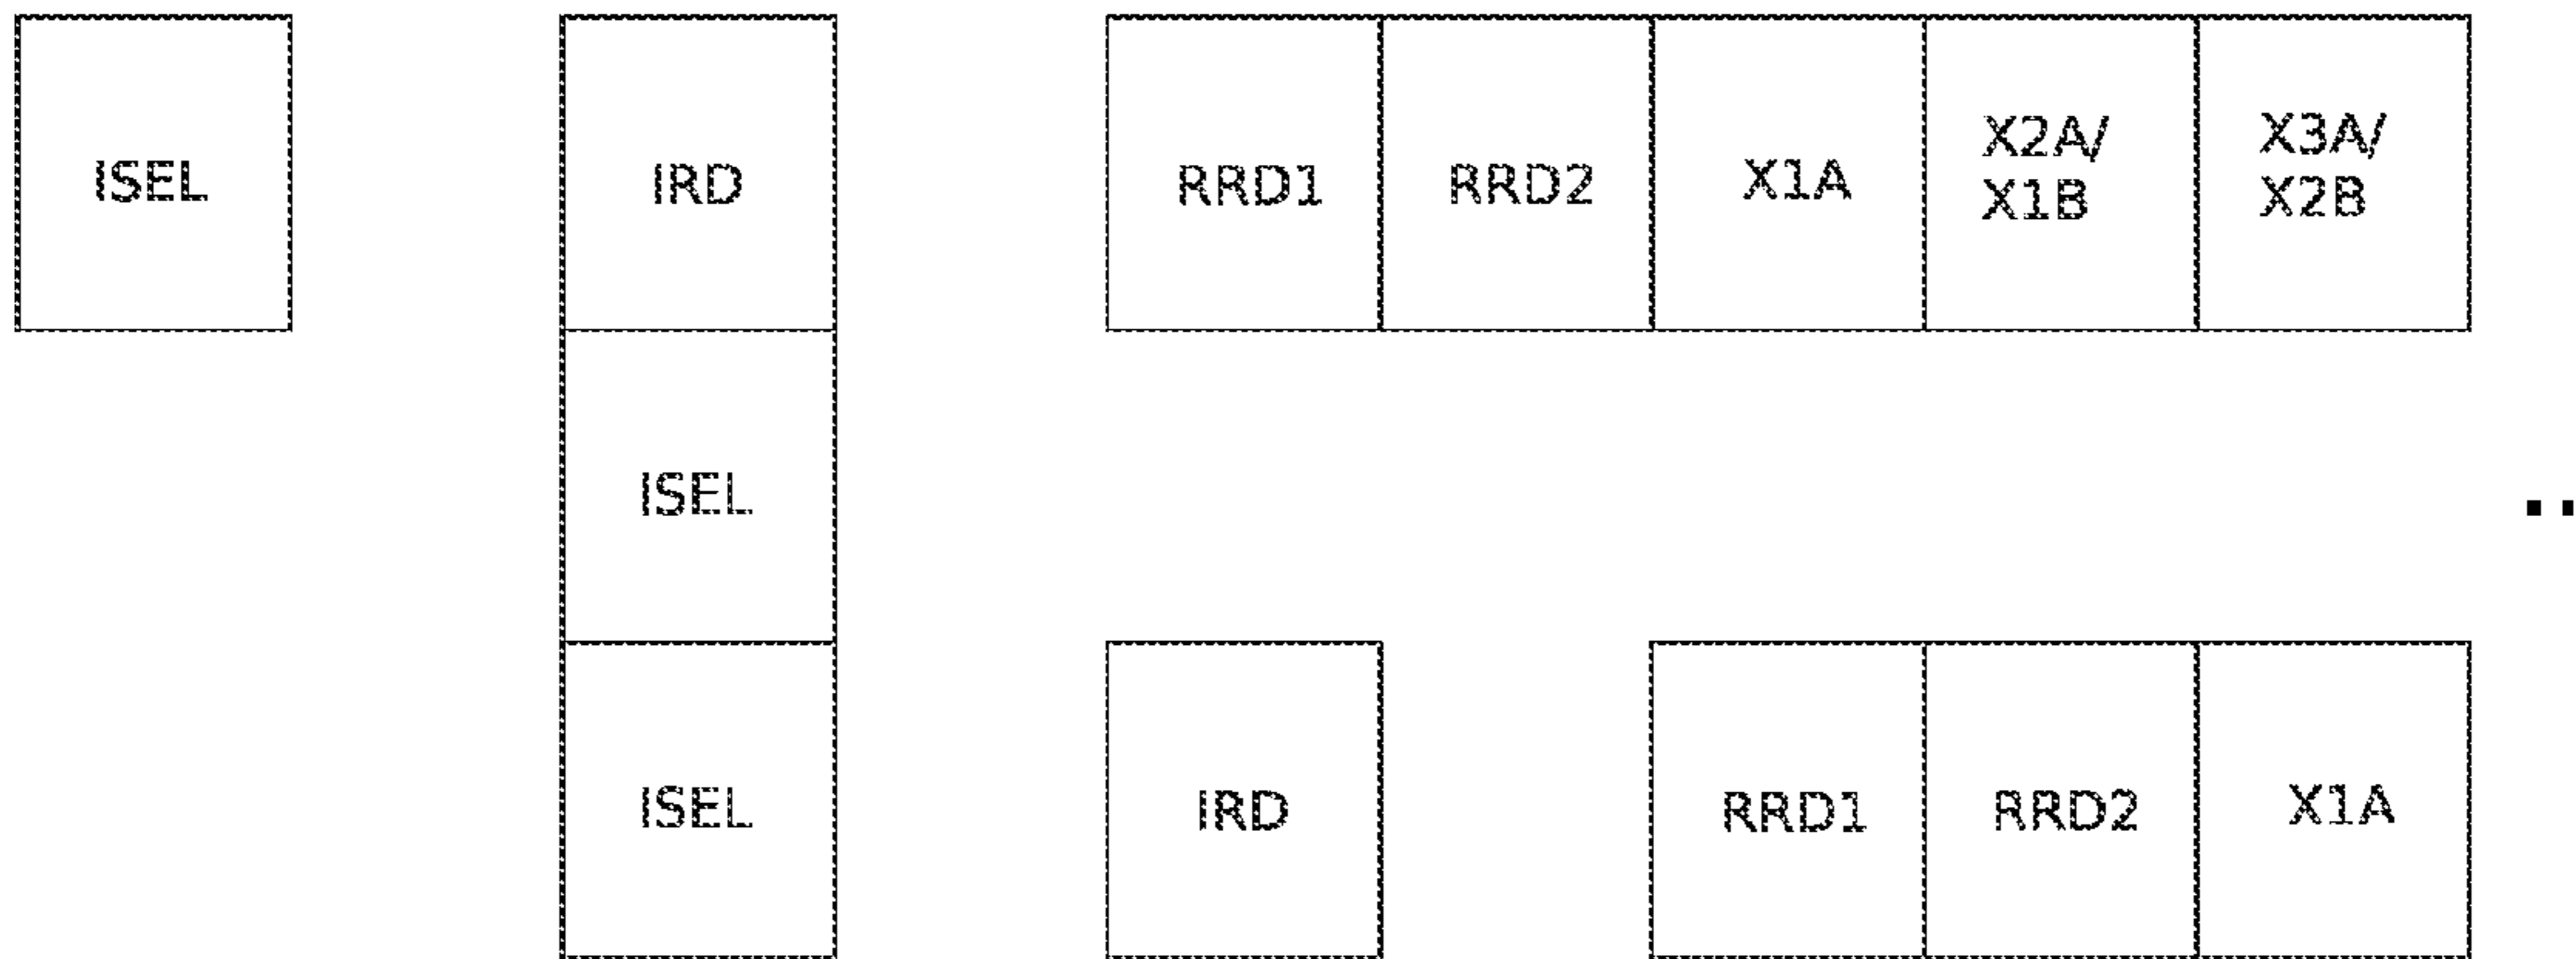 ISEL IRD RRD1 RRD2 X1A X2A/ X3A/
X1B X2B
ISEL
..
ISEL IRD RRD1 RRD2 X1A